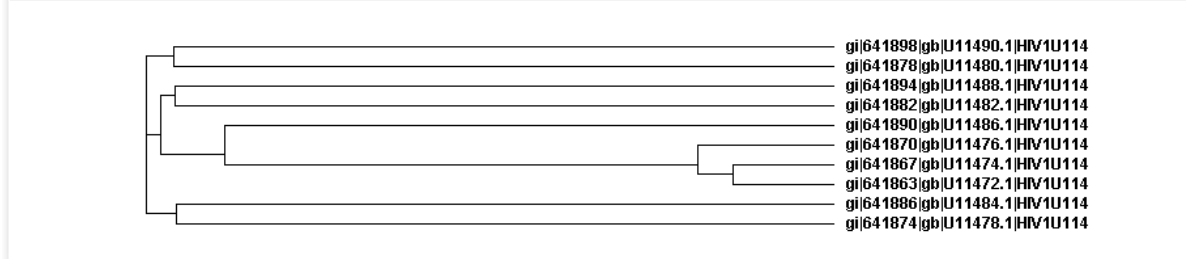 gi|641898|gb|U11490.1|HIV1U114
gi|641878|gb|U11480.1|HIV1U114
gi|641894|gb|U11488.1|HIV1U114
gi|641882|gb|U11482.1|HIV1U114
gi|641890|gb|U11486.1|HIV1U114
gi|641870|gb|U11476.1|HIV1U114
gi|641867|gb|U11474.1|HIV1U114
gi|641863|gb|U11472.1|HIV1U114
gi|641886|gb|U11484.1|HIV1U114
gi|641874|gb|U11478.1|HIV1U114